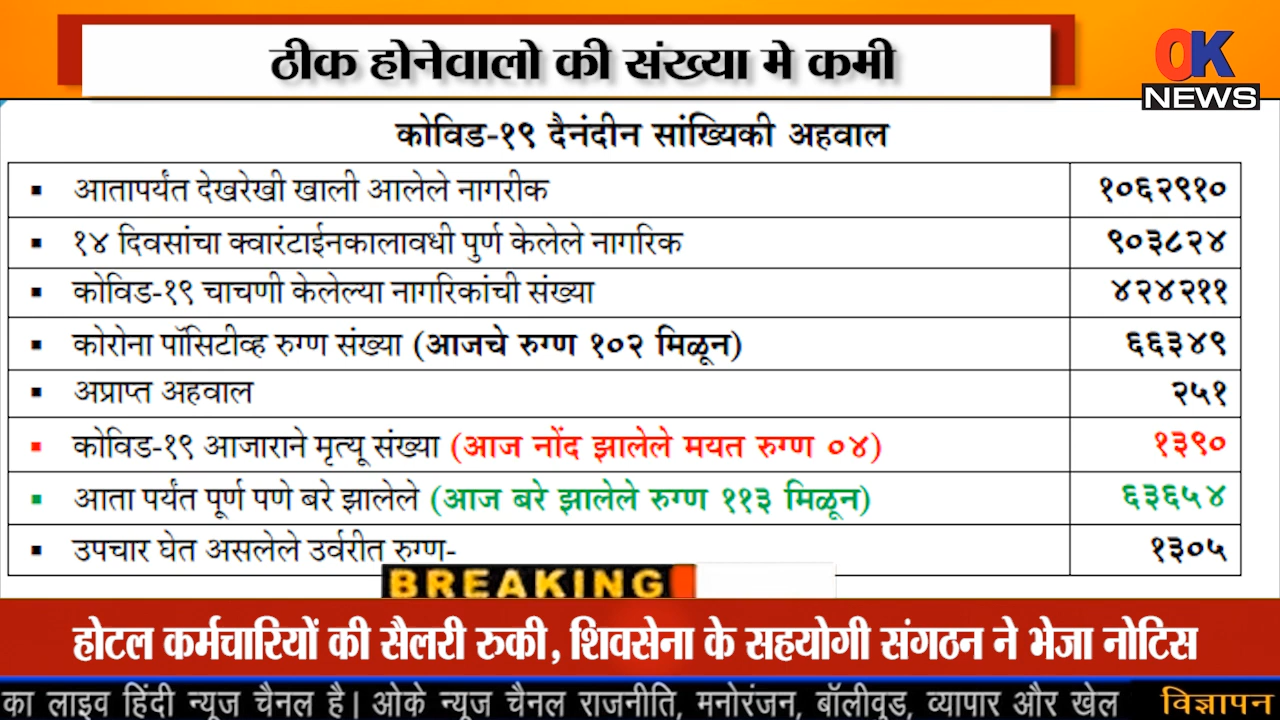 ठीक होनेवालो की संख्या मे कमी
OK
NEWS
कोविड-१९ दैनंदीन सांख्यिकी अहवाल
▪ आतापर्यंत देखरेखी खाली आलेले नागरीक १०६२९१०
▪ १४ दिवसांचा क्वारंटाईनकालावधी पुर्ण केलेले नागरिक ९०३८२४
▪ कोविड-१९ चाचणी केलेल्या नागरिकांची संख्या ४२४२११
▪ कोरोना पॉसिटीव्ह रुग्ण संख्या (आजचे रुग्ण १०२ मिळून) ६६३४९
▪ अप्राप्त अहवाल २५१
▪ कोविड-१९ आजाराने मृत्यू संख्या (आज नोंद झालेले मयत रुग्ण ०४) १३९०
▪ आता पर्यंत पूर्ण पणे बरे झालेले (आज बरे झालेले रुग्ण ११३ मिळून) ६३६५४
▪ उपचार घेत असलेले उर्वरीत रुग्ण- १३०५
BREAKING
होटल कर्मचारियों की सैलरी रुकी, शिवसेना के सहयोगी संगठन ने भेजा नोटिस
का लाइव हिंदी न्यूज चैनल है। ओके न्यूज चैनल राजनीति, मनोरंजन, बॉलीवुड, व्यापार और खेल विज्ञापन